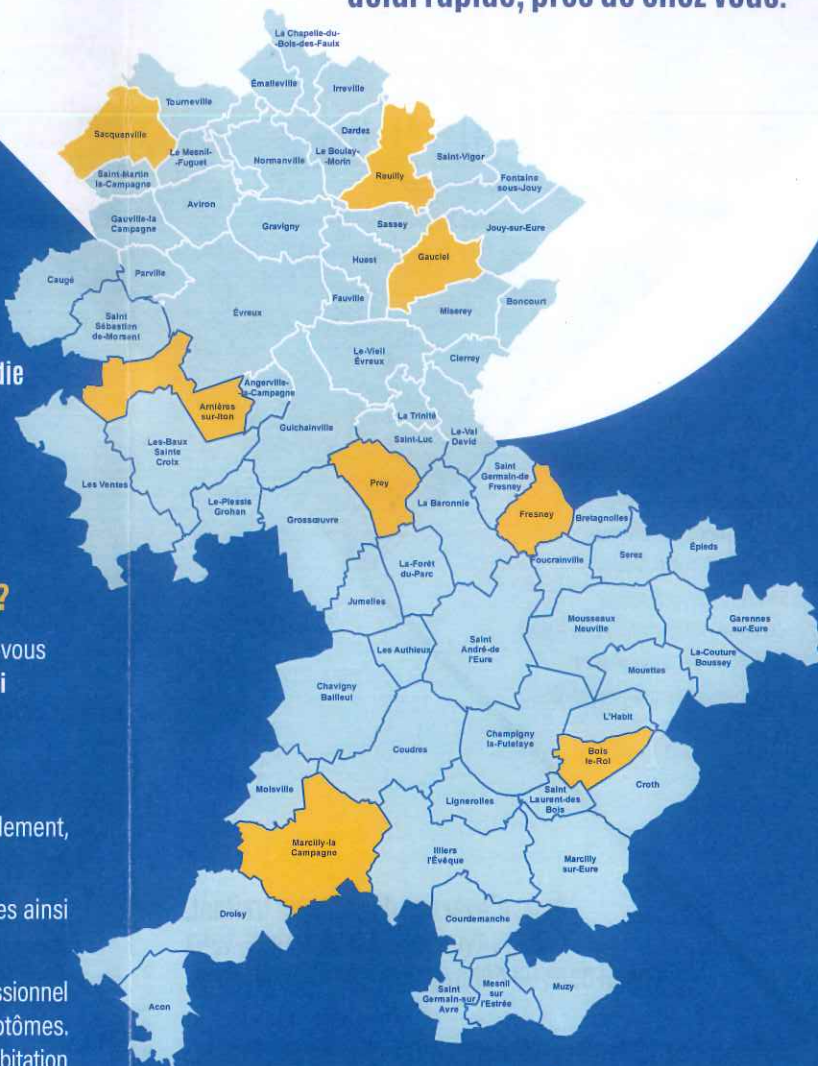 délai rapide, près de chez vous.
La Chapelle-du-
-Bois-des-Faulx
Émalleville
Irreville
Tourneville
Sacquenville
Dardez
Le Mesnil-
-Fuguet
Normanville
Le Boulay-
-Morin
Saint-Vigor
Reuilly
Saint-Martin
la-Campagne
Fontaine
sous-Jouy
Aviron
Gauville-la
Campagne
Gravigny
Sassey
Jouy-sur-Eure
Huest
Gauciel
Caugé
Parville
Fauville
Boncourt
Saint
Sébastien
de-Morsent
Évreux
Miserey
Le-Vieil
Évreux
Cierrey
die
Angerville-
-la-Campagne
Arnières
sur-Iton
La Trinité
Guichainville
Saint-Luc
Le-Val
David
Les-Baux
Sainte
Croix
Les Ventes
Prey
Saint
Germain-de
Fresney
Le-Plessis
Grohan
La Baronnie
Grossœuvre
Fresney
Bretagnolles
La-Forêt
du-Parc
Foucrainville
Serez
Épieds
?
Jumelles
Mousseaux
Neuville
Garennes
sur-Eure
vous
Les Authieux
Saint
André-de
l'Eure
La-Couture
Boussey
i
Mouettes
Chavigny
Bailleul
L'Habit
Coudres
Champigny
la-Futelaye
Bois
le-Roi
Croth
Moisville
Lignerolles
Saint
Laurent-des
Bois
lement,
Marcilly-la
Campagne
Illiers
l'Évêque
Marcilly
sur-Eure
es ainsi
Droisy
Courdemanche
ssionnel
Acon
Saint
Germain-sur
Avre
Mesnil
sur
l'Estrée
Muzy
ptômes.
bitation